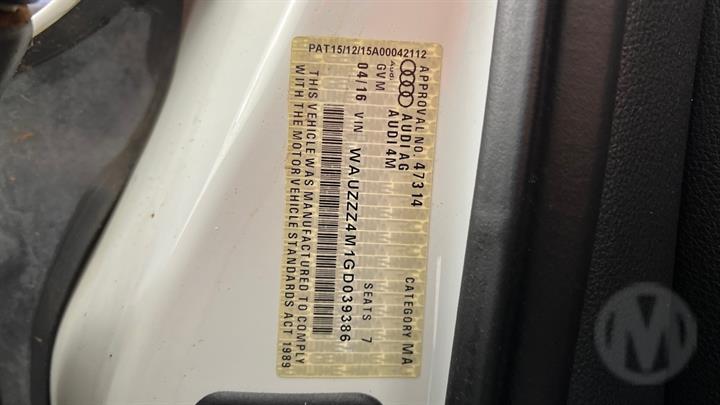 PAT15/12/15A00042112
APPROVAL NO. 47314 CATEGORY MA
Audi AUDI AG
AUDI 4M
GVM SEATS 7
04/16 VIN WAUZZZ4M1GD039386
THIS VEHICLE WAS MANUFACTURED TO COMPLY
WITH THE MOTOR VEHICLE STANDARDS ACT 1989
M